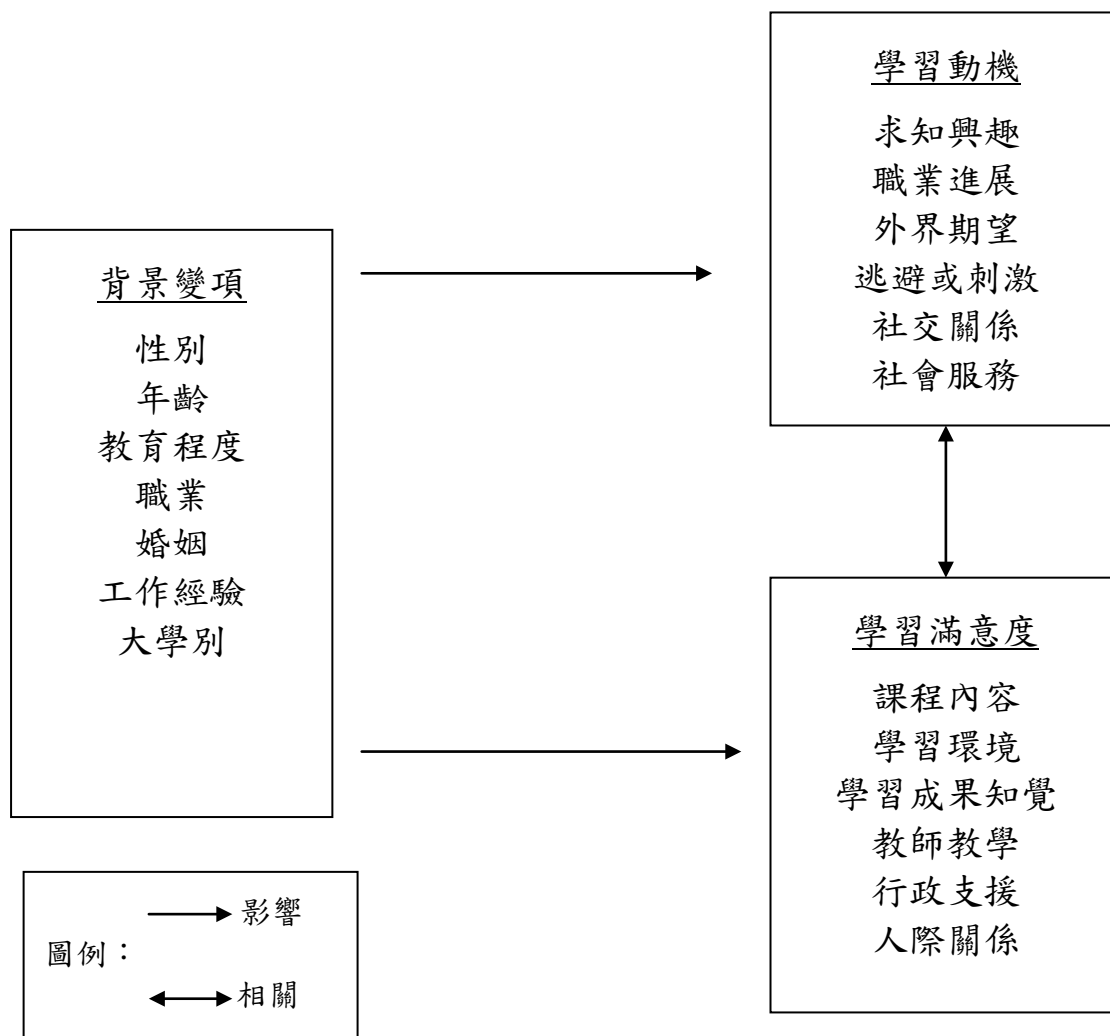 背景變項
性別
年齡
教育程度
職業
婚姻
工作經驗
大學別
學習動機
求知興趣
職業進展
外界期望
逃避或刺激
社交關係
社會服務
學習滿意度
課程內容
學習環境
學習成果知覺
教師教學
行政支援
人際關係
圖例：
影響
相關